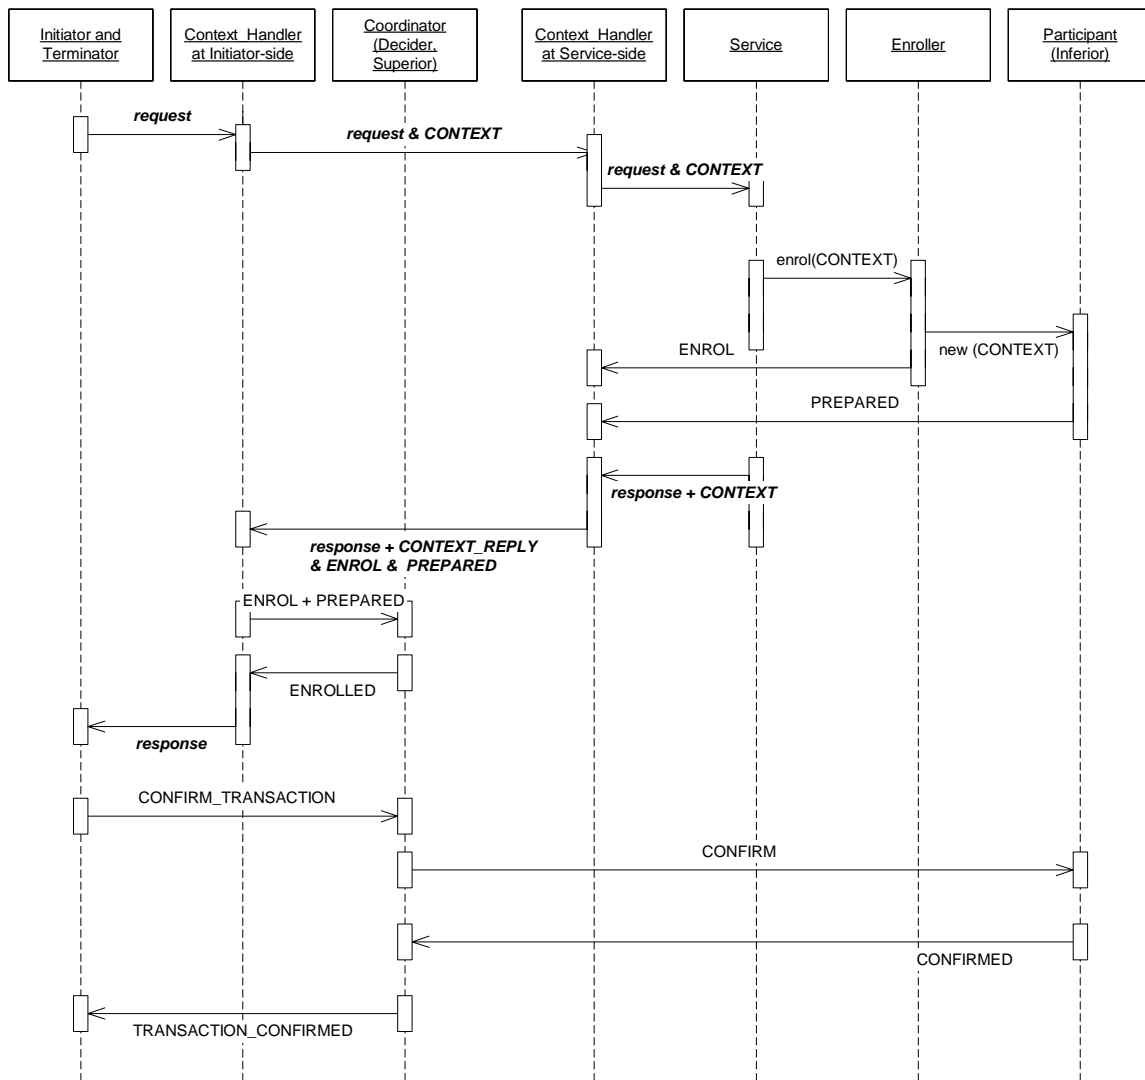 Initiator and
Terminator
Context_Handler
at Initiator-side
Coordinator
(Decider,
Superior)
Context_Handler
at Service-side
Service
Enroller
Participant
(Inferior)
request
request & CONTEXT
request & CONTEXT
enrol(CONTEXT)
new (CONTEXT)
ENROL
PREPARED
response + CONTEXT
response + CONTEXT_REPLY
& ENROL & PREPARED
ENROL + PREPARED
ENROLLED
response
CONFIRM_TRANSACTION
CONFIRM
CONFIRMED
TRANSACTION_CONFIRMED